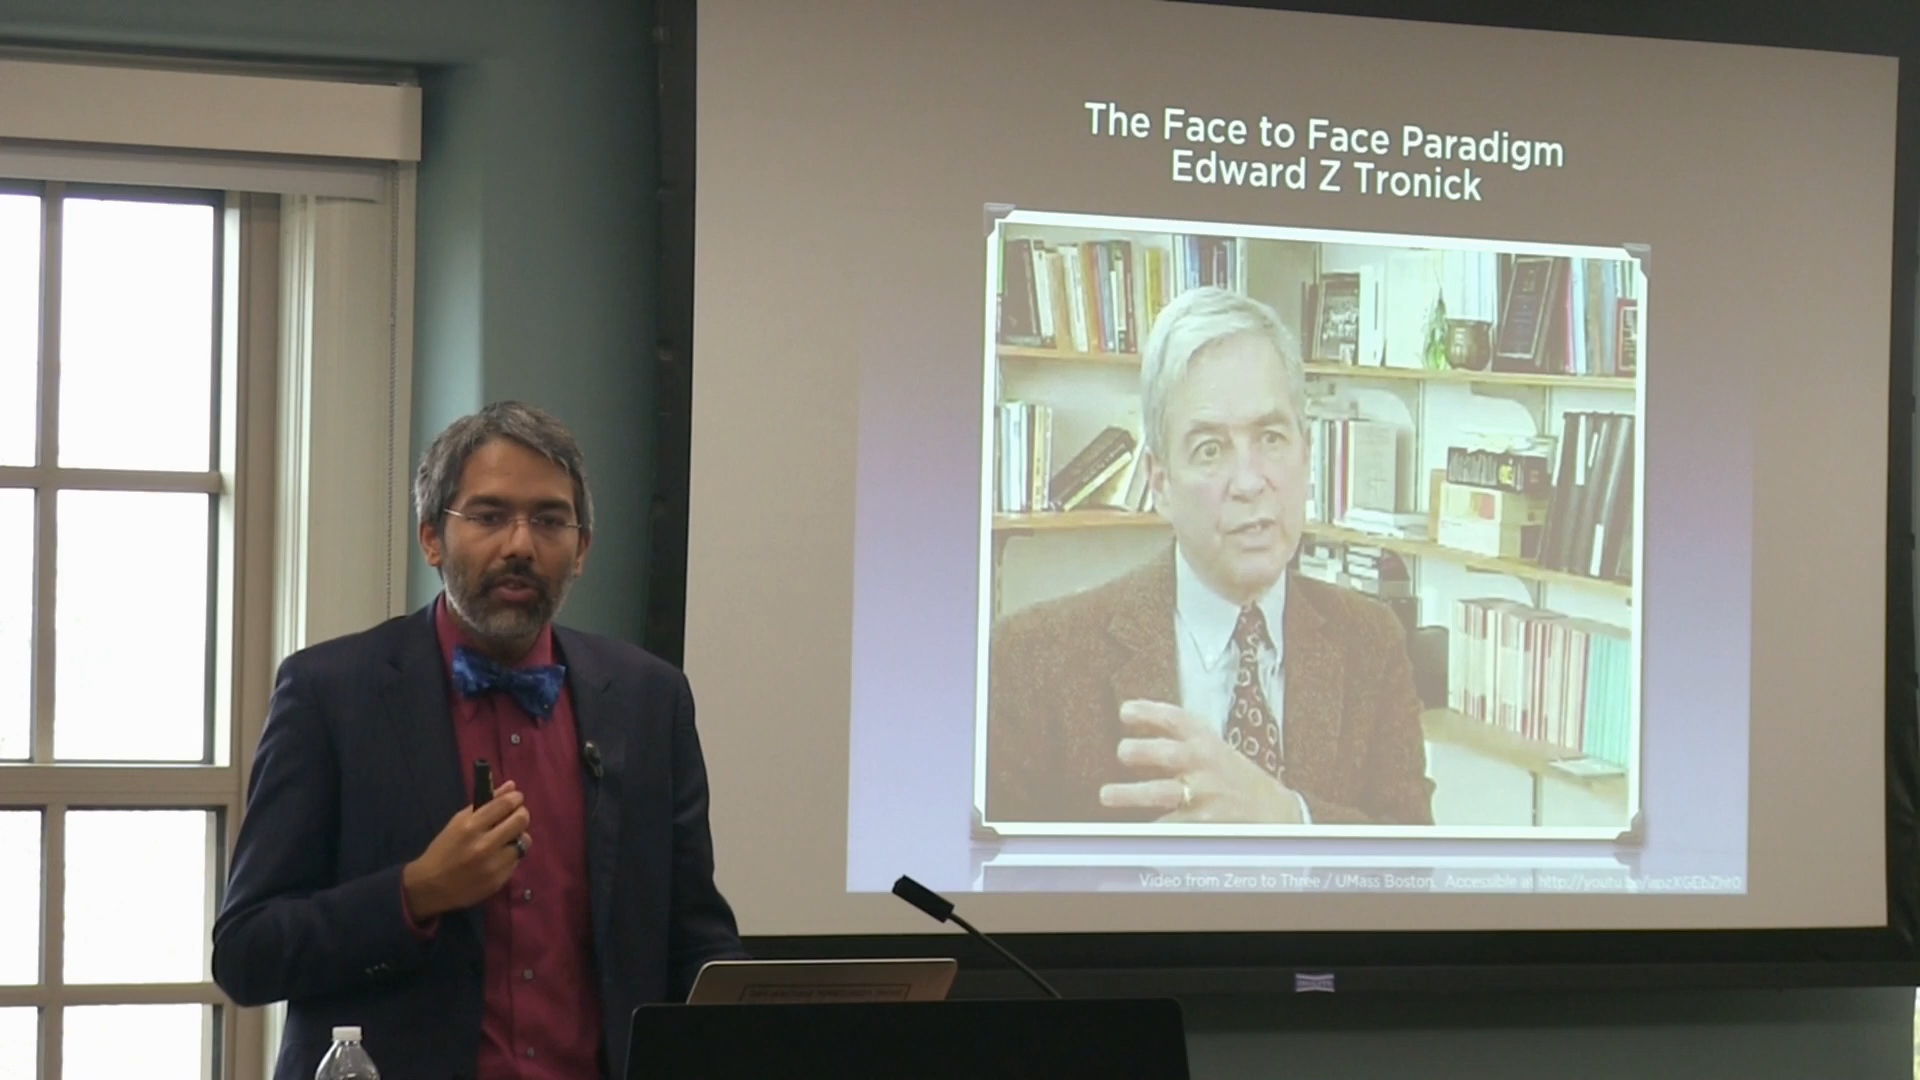 The Face to Face Paradigm
Edward Z Tronick
Video from Zero to Three / UMass Boston. Accessible at